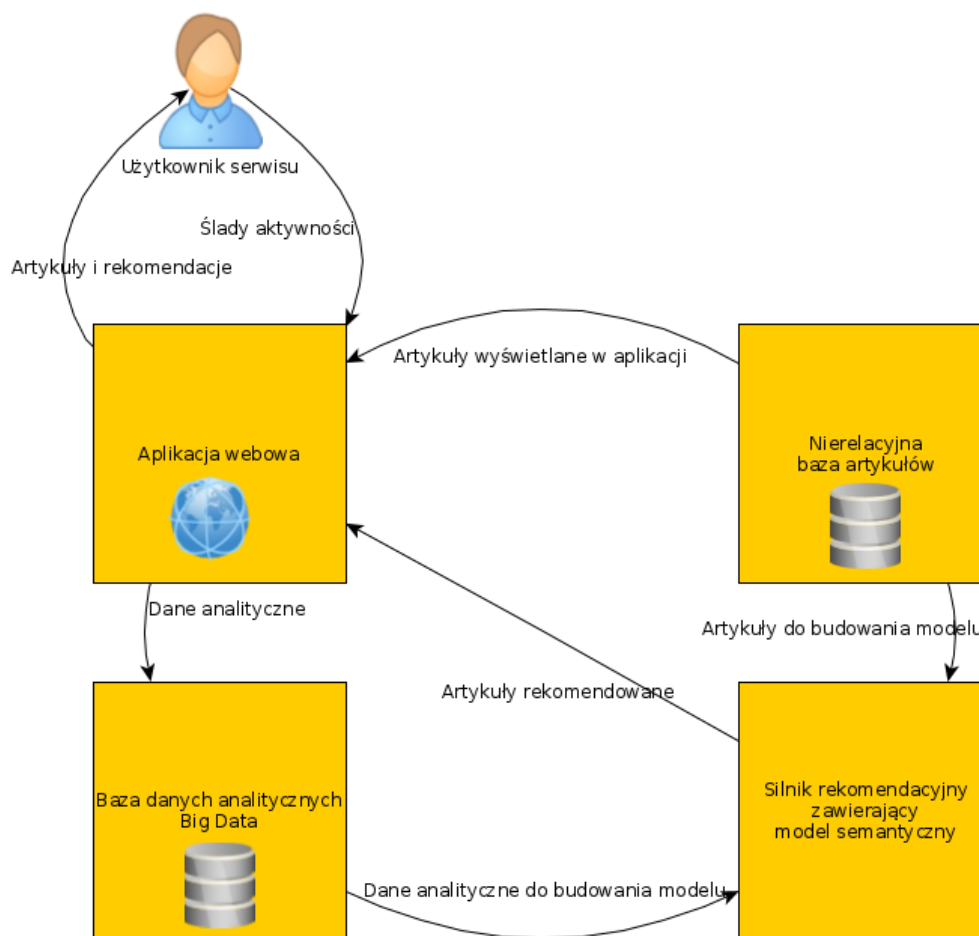 Użytkownik serwisu
Ślady aktywności
Artykuły i rekomendacje
Artykuły wyświetlane w aplikacji
Aplikacja webowa
Nierelacyjna
baza artykułów
Dane analityczne
Artykuły do budowania modelu
Artykuły rekomendowane
Baza danych analitycznych
Big Data
Silnik rekomendacyjny
zawierający
model semantyczny
Dane analityczne do budowania modelu